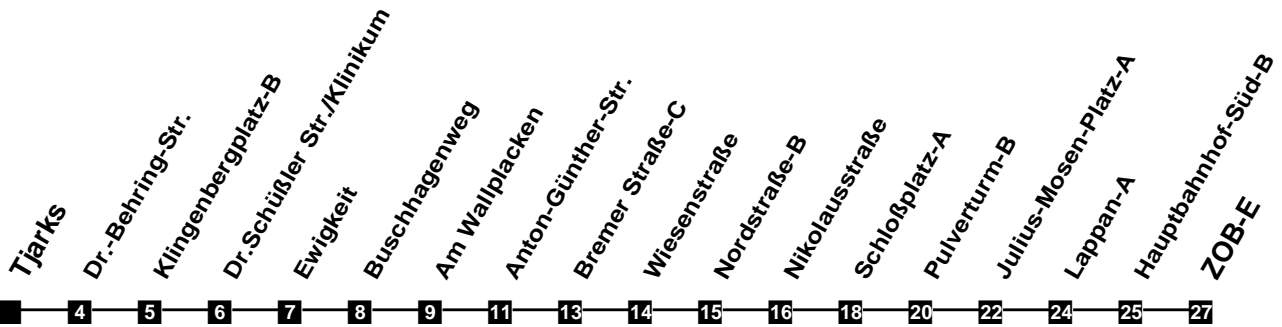 Tjarks
Dr.-Behring-Str.
Klingenbergplatz-B
Dr.Schüßler Str./Klinikum
Ewigkeit
Buschhagenweg
Am Wallplacken
Anton-Günther-Str.
Bremer Straße-C
Wiesenstraße
Nordstraße-B
Nikolausstraße
Schloßplatz-A
Pulverturm-B
Julius-Mosen-Platz-A
Lappan-A
Hauptbahnhof-Süd-B
ZOB-E
4 5 6 7 8 9 11 13 14 15 16 18 20 22 24 25 27